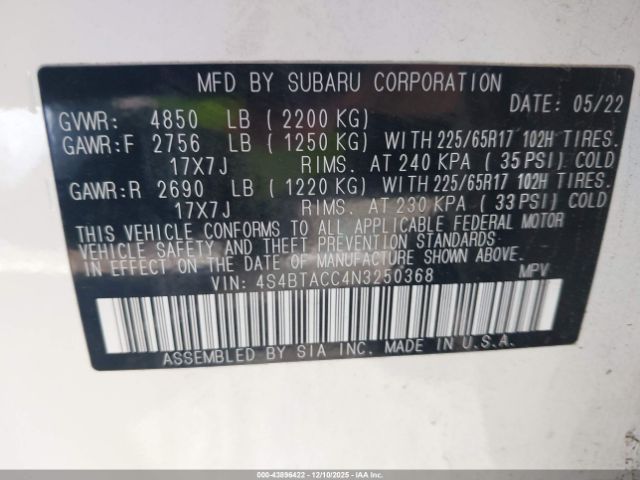 MFD BY SUBARU CORPORATION
DATE: 05/22
GVWR: 4850 LB (2200 KG)
GAWR:F 2756 LB (1250 KG) WITH 225/65R17 102H TIRES.
17X7J RIMS. AT 240 KPA (35 PSI) COLD
GAWR:R 2690 LB (1220 KG) WITH 225/65R17 102H TIRES.
17X7J RIMS. AT 230 KPA (33 PSI) COLD
THIS VEHICLE CONFORMS TO ALL APPLICABLE FEDERAL MOTOR
VEHICLE SAFETY AND THEFT PREVENTION STANDARDS IN
EFFECT ON THE DATE OF MANUFACTURE SHOWN ABOVE.
VIN: 4S4BTACC4N3250368 MPV
ASSEMBLED BY SIA INC. MADE IN U.S.A.
000-43896422 - 12/10/2025 - COPYRIGHT IAA, LLC.